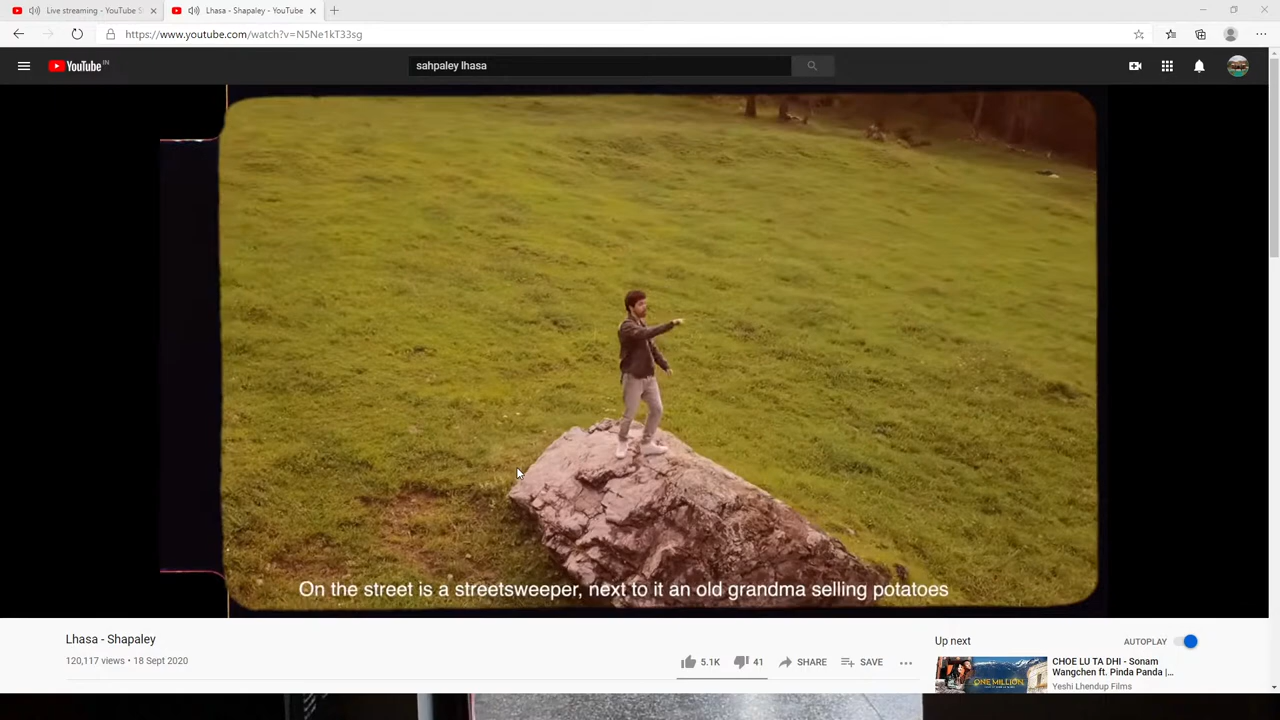 Live streaming - YouTube S
Lhasa - Shapaley - YouTube
https://www.youtube.com/watch?v=N5Ne1kT33sg
YouTube IN
sahpaley lhasa
On the street is a streetsweeper, next to it an old grandma selling potatoes
Lhasa - Shapaley
120,117 views • 18 Sept 2020
5.1K
41
SHARE
SAVE
Up next
AUTOPLAY
ONE MILLION
CHOE LU TA DHI - Sonam
Wangchen ft. Pinda Panda |...
Yeshi Lhendup Films